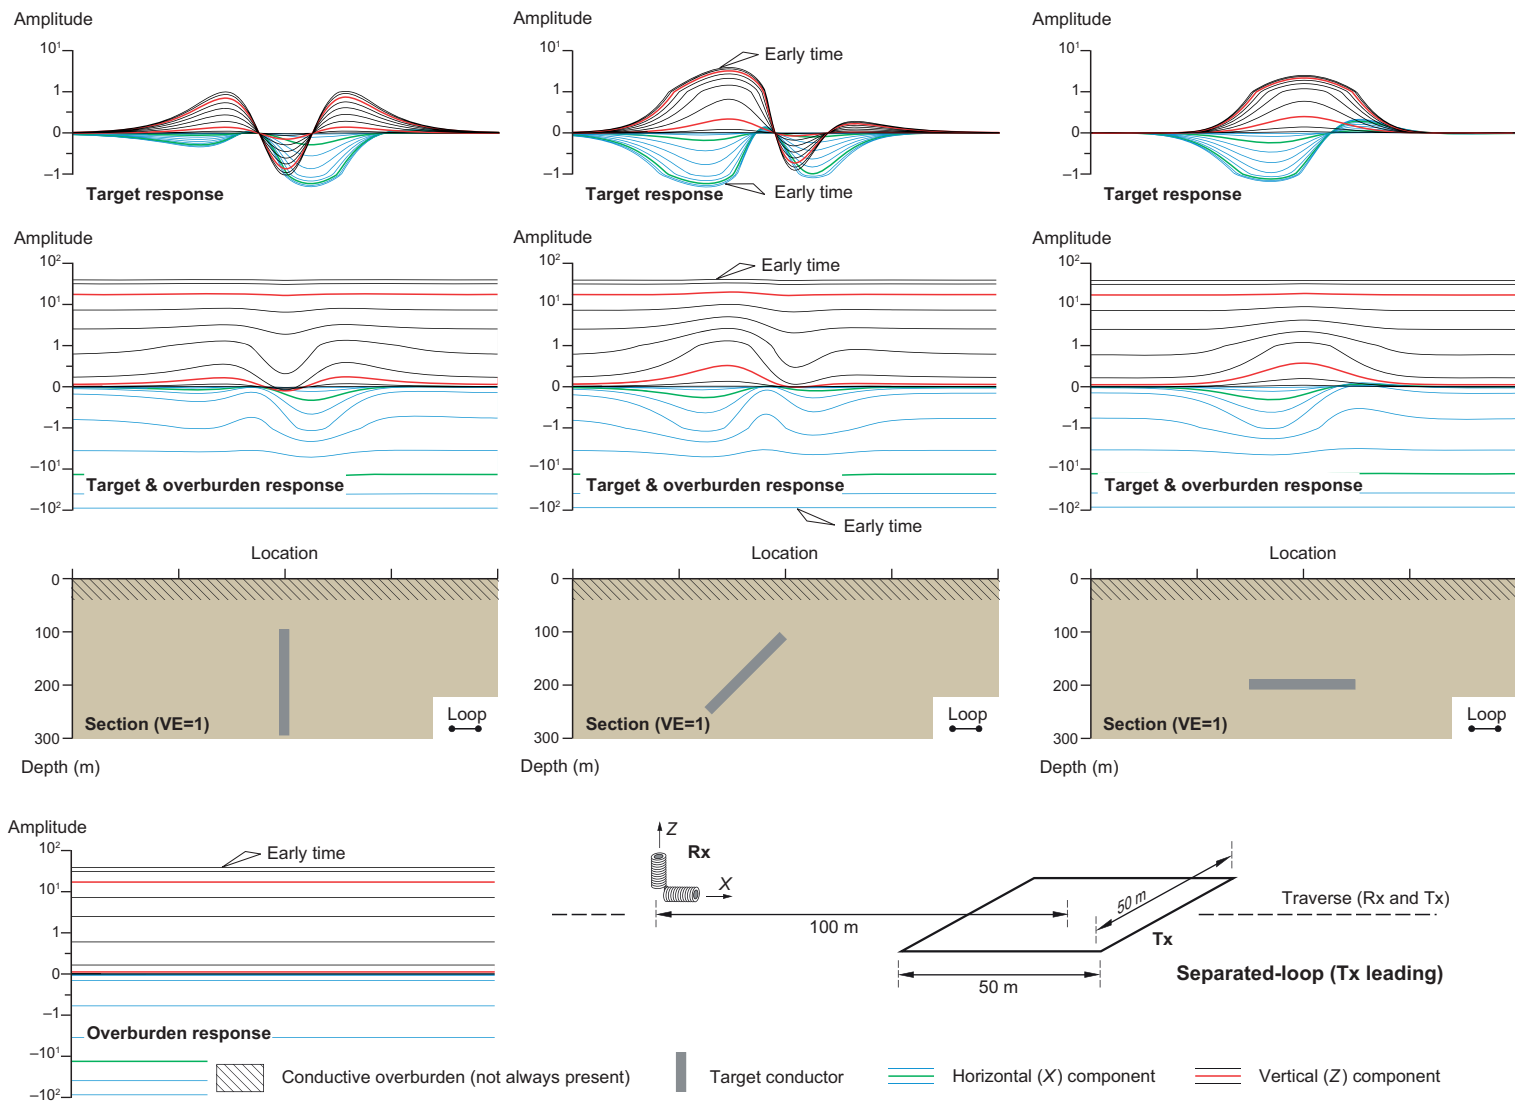 Amplitude
10¹
1
0
−1
Target response
Amplitude
10¹
1
0
−1
Early time
Early time
Target response
Amplitude
10¹
1
0
−1
Target response
Amplitude
10²
10¹
1
0
−1
−10¹
−10²
Target & overburden response
Amplitude
10²
10¹
1
0
−1
−10¹
−10²
Early time
Target & overburden response
Early time
Amplitude
10²
10¹
1
0
−1
−10¹
−10²
Target & overburden response
Location
0
100
200
300
Section (VE=1)
Loop
Depth (m)
Location
0
100
200
300
Section (VE=1)
Loop
Depth (m)
Location
0
100
200
300
Section (VE=1)
Loop
Depth (m)
Amplitude
10²
10¹
1
0
−1
−10¹
−10²
Early time
Overburden response
Z
Rx
X
100 m
50 m
50 m
Tx
Traverse (Rx and Tx)
Separated-loop (Tx leading)
Conductive overburden (not always present)
Target conductor
Horizontal (X) component
Vertical (Z) component